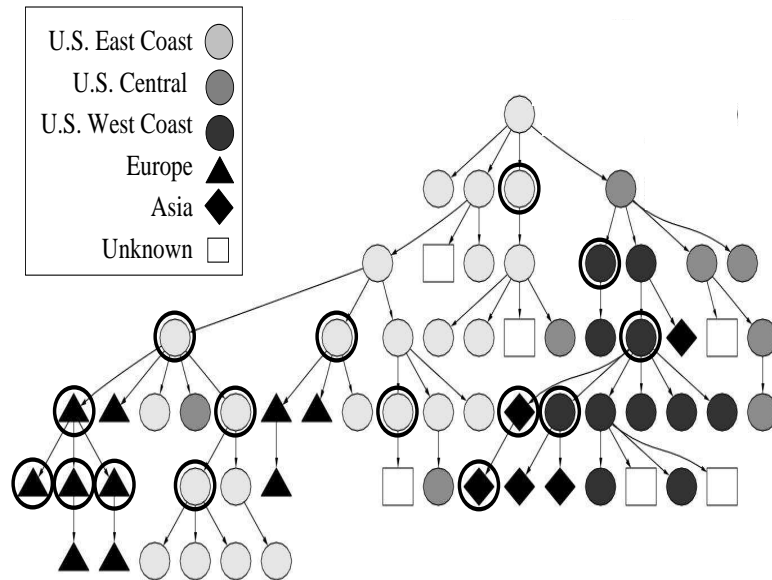 U.S. East Coast
U.S. Central
U.S. West Coast
Europe
Asia
Unknown